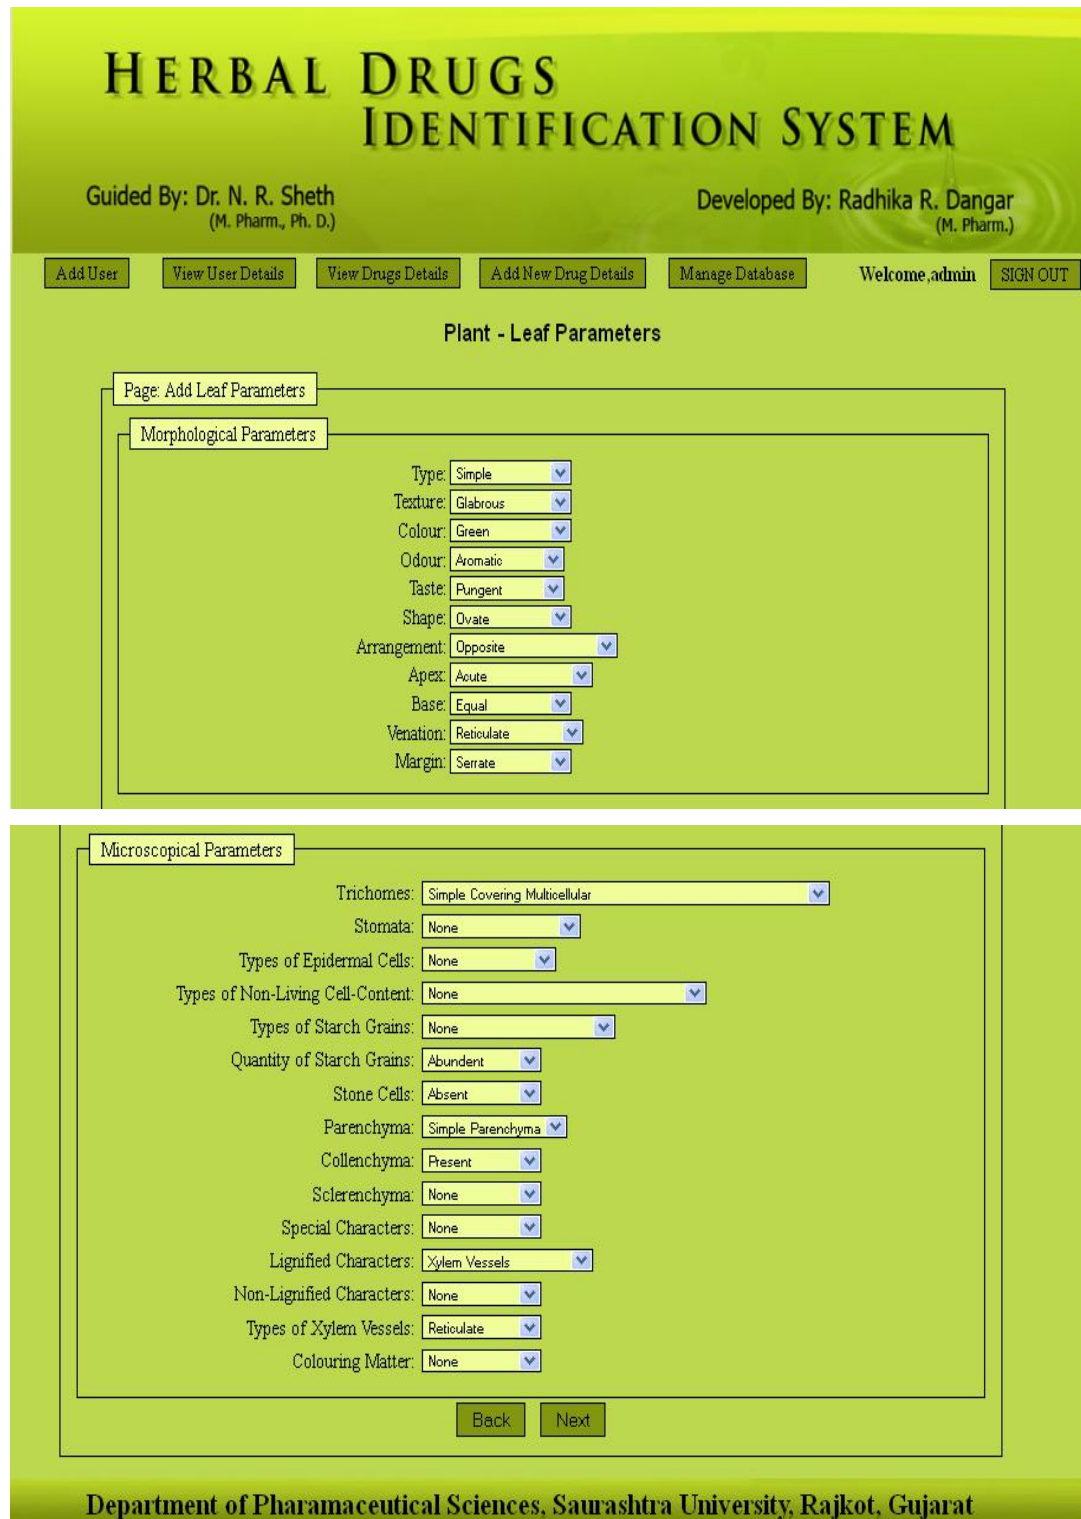 HERBAL DRUGS
IDENTIFICATION SYSTEM
Guided By: Dr. N. R. Sheth
(M. Pharm., Ph. D.)
Developed By: Radhika R. Dangar
(M. Pharm.)
Add User View User Details View Drugs Details Add New Drug Details Manage Database Welcome,admin SIGN OUT
Plant - Leaf Parameters
Page: Add Leaf Parameters
Morphological Parameters
Type: Simple
Texture: Glabrous
Colour: Green
Odour: Aromatic
Taste: Pungent
Shape: Ovate
Arrangement: Opposite
Apex: Acute
Base: Equal
Venation: Reticulate
Margin: Serrate
Microscopical Parameters
Trichomes: Simple Covering Multicellular
Stomata: None
Types of Epidermal Cells: None
Types of Non-Living Cell-Content: None
Types of Starch Grains: None
Quantity of Starch Grains: Abundent
Stone Cells: Absent
Parenchyma: Simple Parenchyma
Collenchyma: Present
Sclerenchyma: None
Special Characters: None
Lignified Characters: Xylem Vessels
Non-Lignified Characters: None
Types of Xylem Vessels: Reticulate
Colouring Matter: None
Back Next
Department of Pharamaceutical Sciences, Saurashtra University, Rajkot, Gujarat